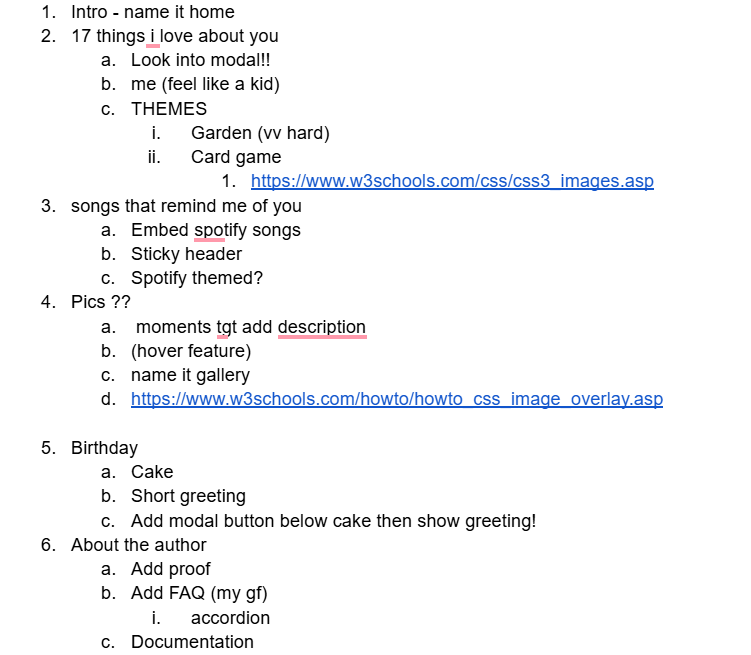 1. Intro - name it home
2. 17 things i love about you
a. Look into modal!!
b. me (feel like a kid)
c. THEMES
i. Garden (vv hard)
ii. Card game
1. https://www.w3schools.com/css/css3_images.asp
3. songs that remind me of you
a. Embed spotify songs
b. Sticky header
c. Spotify themed?
4. Pics ??
a. moments tgt add description
b. (hover feature)
c. name it gallery
d. https://www.w3schools.com/howto/howto_css_image_overlay.asp
5. Birthday
a. Cake
b. Short greeting
c. Add modal button below cake then show greeting!
6. About the author
a. Add proof
b. Add FAQ (my gf)
i. accordion
c. Documentation